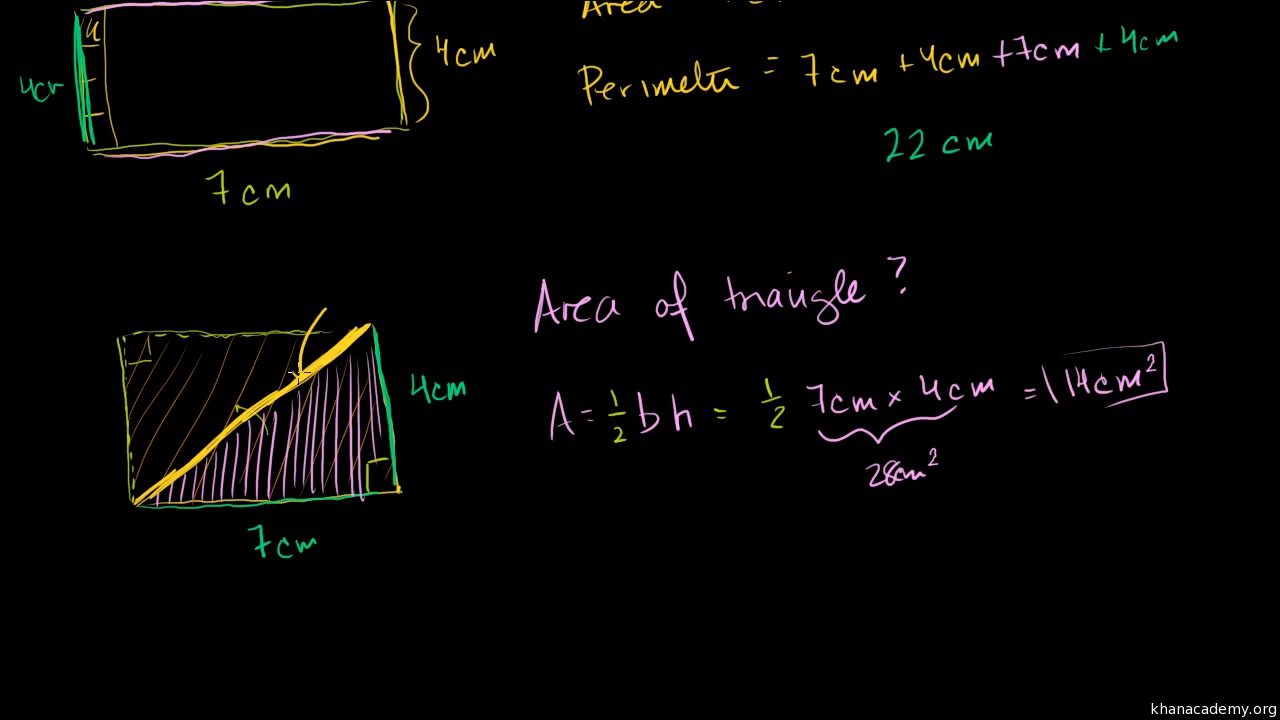 Area =
4cm
4cm
Perimeter = 7cm +4cm +7cm +4cm
22 cm
7cm
Area of triangle?
4cm
A = 1/2 b h = 1/2 7cm × 4cm = 14cm²
28cm²
7cm
khanacademy.org